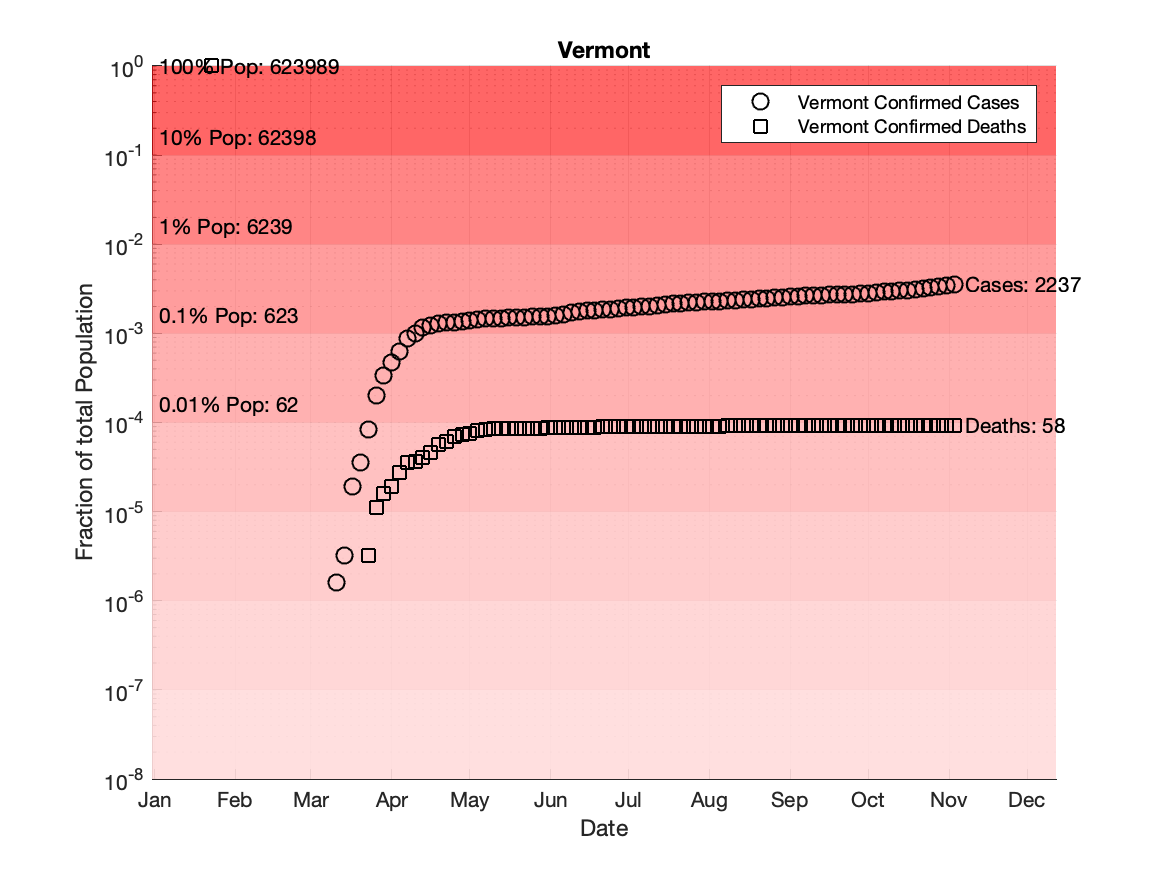 Vermont
10^0
100% Pop: 623989
Vermont Confirmed Cases
Vermont Confirmed Deaths
10% Pop: 62398
10^-1
1% Pop: 6239
10^-2
Cases: 2237
0.1% Pop: 623
10^-3
0.01% Pop: 62
10^-4
Deaths: 58
10^-5
10^-6
10^-7
10^-8
Fraction of total Population
Jan Feb Mar Apr May Jun Jul Aug Sep Oct Nov Dec
Date